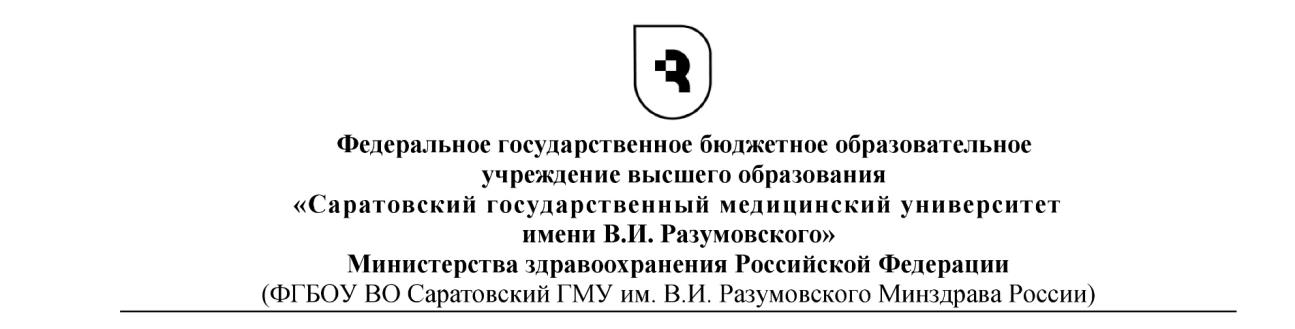 Федеральное государственное бюджетное образовательное
учреждение высшего образования
«Саратовский государственный медицинский университет
имени В.И. Разумовского»
Министерства здравоохранения Российской Федерации
(ФГБОУ ВО Саратовский ГМУ им. В.И. Разумовского Минздрава России)